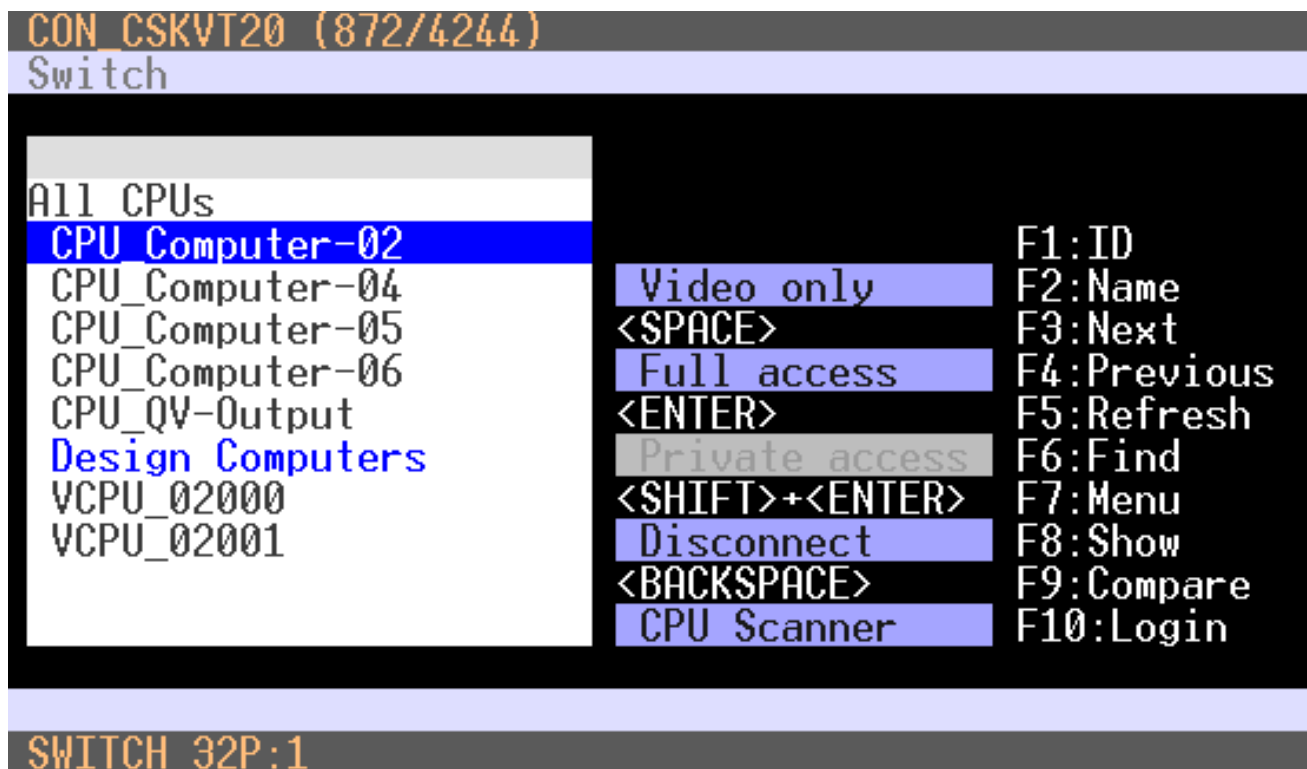 CON_CSKVT20 (872/4244)
Switch
All CPUs
CPU_Computer-02
CPU_Computer-04
CPU_Computer-05
CPU_Computer-06
CPU_QV-Output
Design Computers
VCPU_02000
VCPU_02001
Video only
<SPACE>
Full access
<ENTER>
Private access
<SHIFT>+<ENTER>
Disconnect
<BACKSPACE>
CPU Scanner
F1:ID
F2:Name
F3:Next
F4:Previous
F5:Refresh
F6:Find
F7:Menu
F8:Show
F9:Compare
F10:Login
SWITCH 32P:1